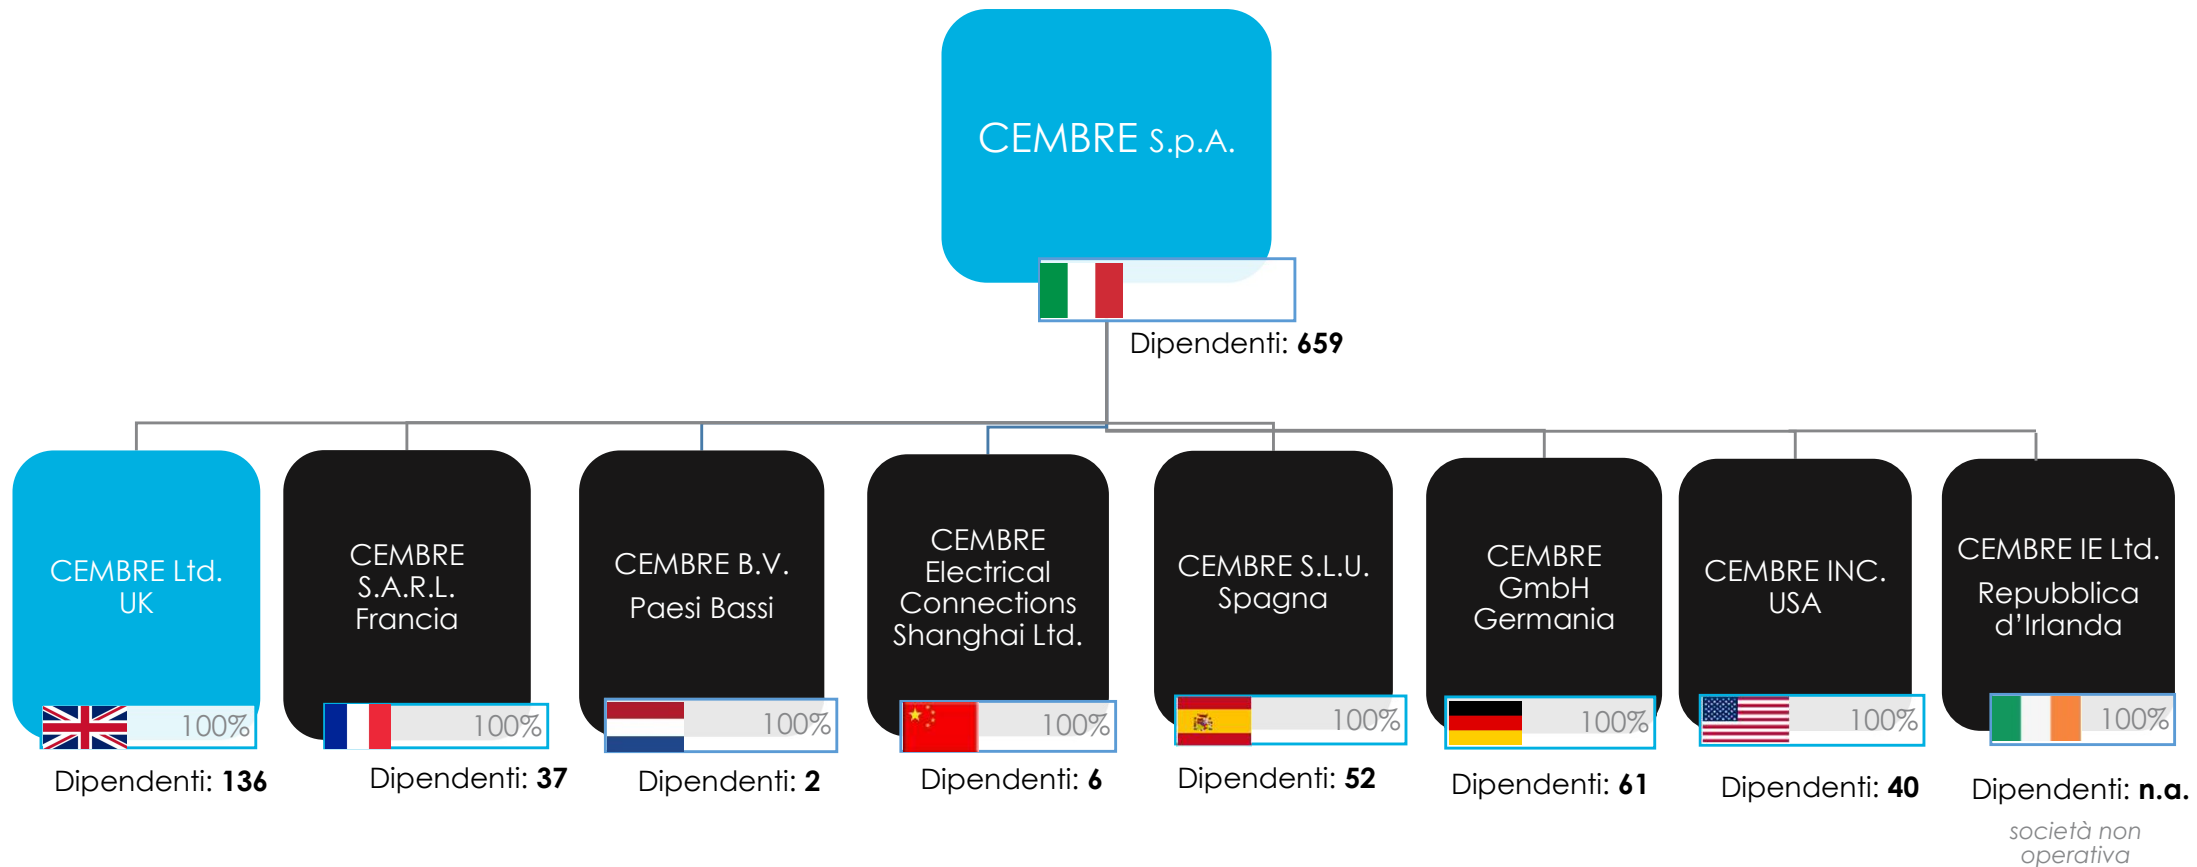 CEMBRE S.p.A.
Dipendenti: 659
CEMBRE Ltd.
UK
100%
Dipendenti: 136
CEMBRE
S.A.R.L.
Francia
100%
Dipendenti: 37
CEMBRE B.V.
Paesi Bassi
100%
Dipendenti: 2
CEMBRE
Electrical
Connections
Shanghai Ltd.
100%
Dipendenti: 6
CEMBRE S.L.U.
Spagna
100%
Dipendenti: 52
CEMBRE
GmbH
Germania
100%
Dipendenti: 61
CEMBRE INC.
USA
100%
Dipendenti: 40
CEMBRE IE Ltd.
Repubblica
d’Irlanda
100%
Dipendenti: n.a.
società non
operativa